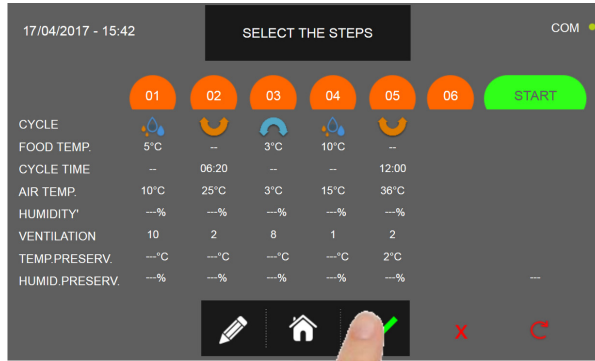 17/04/2017 - 15:42 SELECT THE STEPS COM
01 02 03 04 05 06 START
CYCLE
FOOD TEMP. 5°C -- 3°C 10°C --
CYCLE TIME -- 06:20 -- -- 12:00
AIR TEMP. 10°C 25°C 3°C 15°C 36°C
HUMIDITY' ---% ---% ---% ---% ---%
VENTILATION 10 2 8 1 2
TEMP.PRESERV. ---°C ---°C ---°C ---°C 2°C
HUMID.PRESERV. ---% ---% ---% ---% ---% ---
X